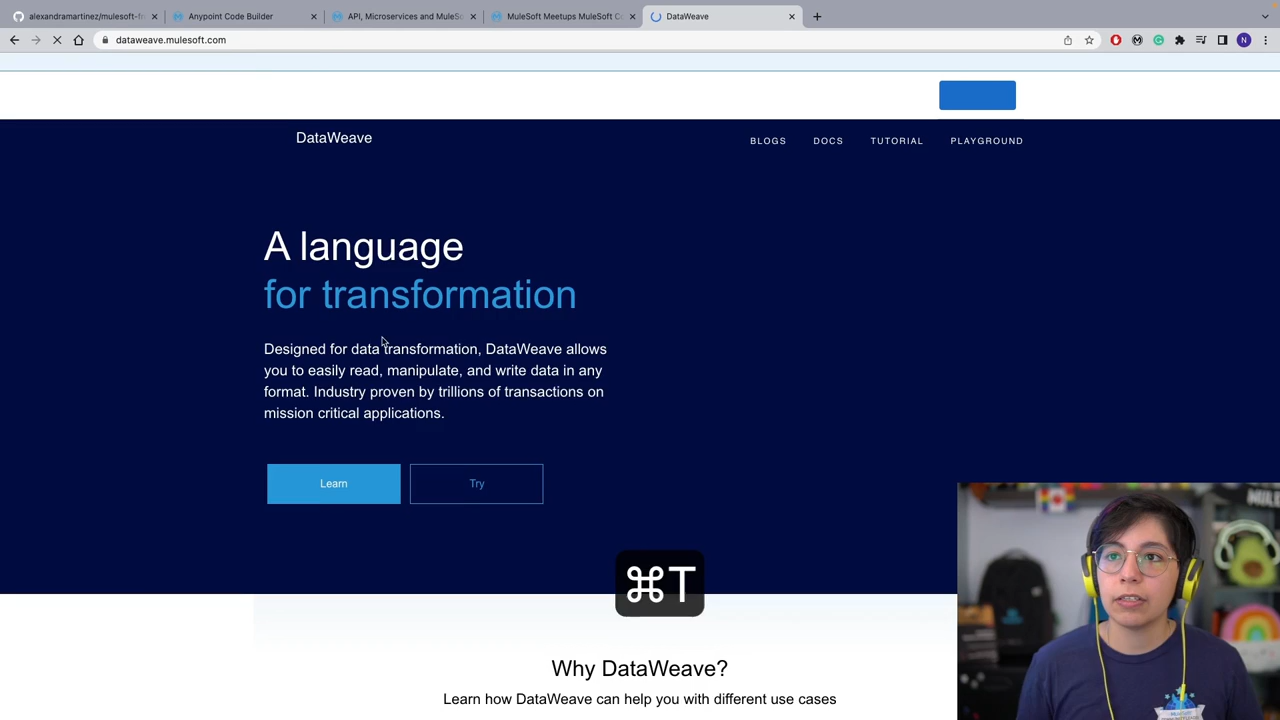 alexandramartinez/mulesoft-fr
Anypoint Code Builder
API, Microservices and MuleSo
MuleSoft Meetups MuleSoft Co
DataWeave
dataweave.mulesoft.com
N
DataWeave
BLOGS
DOCS
TUTORIAL
PLAYGROUND
A language
for transformation
Designed for data transformation, DataWeave allows
you to easily read, manipulate, and write data in any
format. Industry proven by trillions of transactions on
mission critical applications.
Learn
Try
⌘T
Why DataWeave?
Learn how DataWeave can help you with different use cases